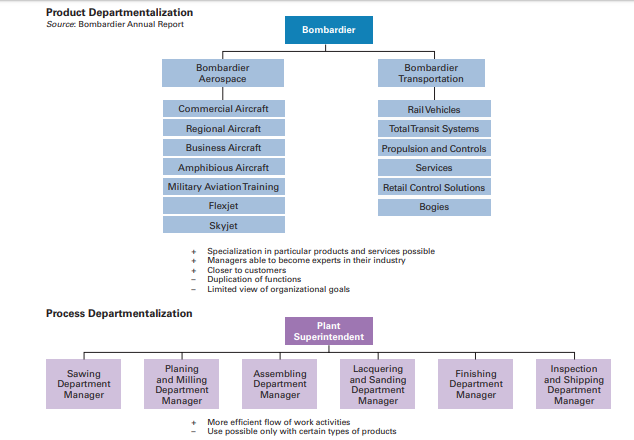 Product Departmentalization
Source: Bombardier Annual Report
Bombardier
Bombardier
Aerospace
Commercial Aircraft
Regional Aircraft
Business Aircraft
Amphibious Aircraft
Military Aviation Training
Flexjet
Skyjet
Bombardier
Transportation
Rail Vehicles
Total Transit Systems
Propulsion and Controls
Services
Retail Control Solutions
Bogies
+ Specialization in particular products and services possible
+ Managers able to become experts in their industry
+ Closer to customers
– Duplication of functions
– Limited view of organizational goals
Process Departmentalization
Plant
Superintendent
Sawing
Department
Manager
Planing
and Milling
Department
Manager
Assembling
Department
Manager
Lacquering
and Sanding
Department
Manager
Finishing
Department
Manager
Inspection
and Shipping
Department
Manager
+ More efficient flow of work activities
– Use possible only with certain types of products